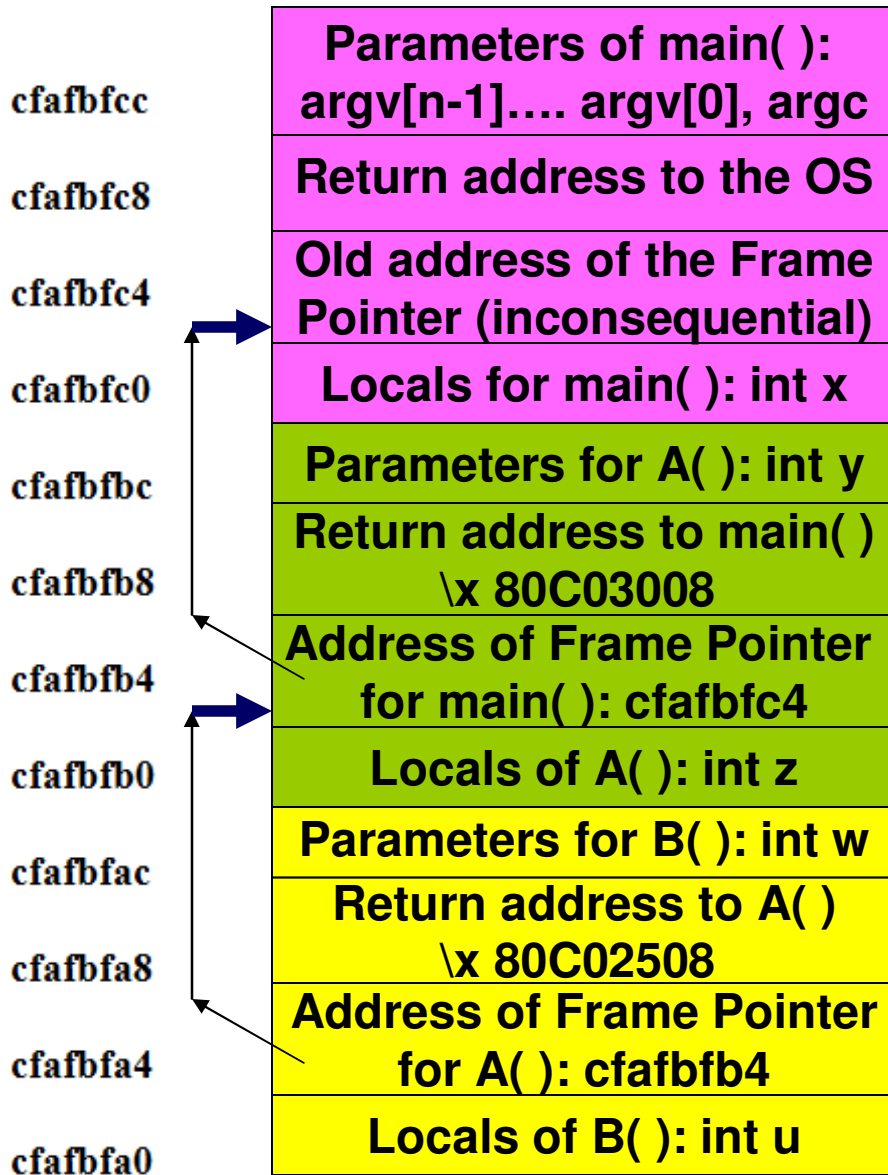 Parameters of main( ):
cfafbfcc
argv[n-1].... argv[0], argc
cfafbfc8
Return address to the OS
Old address of the Frame
cfafbfc4
Pointer (inconsequential)
cfafbfc0
Locals for main( ): int x
cfafbfbc
Parameters for A( ): int y
Return address to main( )
cfafbfb8
\x 80C03008
Address of Frame Pointer
cfafbfb4
for main( ): cfafbfc4
cfafbfb0
Locals of A( ): int z
Parameters for B( ): int w
cfafbfac
Return address to A( )
cfafbfa8
\x 80C02508
Address of Frame Pointer
cfafbfa4
for A( ): cfafbfb4
Locals of B( ): int u
cfafbfa0